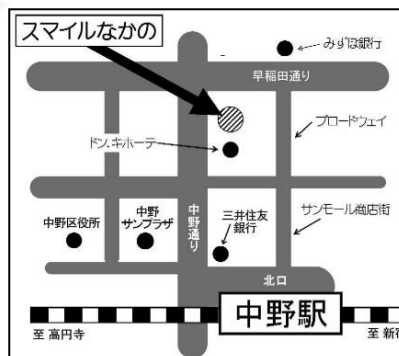 スマイルなかの
みずほ銀行
早稲田通り
ブロードウェイ
ドン.キホーテ
中野区役所
中野
サンプラザ
中野通り
三井住友
銀行
サンモール商店街
北口
中野駅
至 高円寺
至 新宿